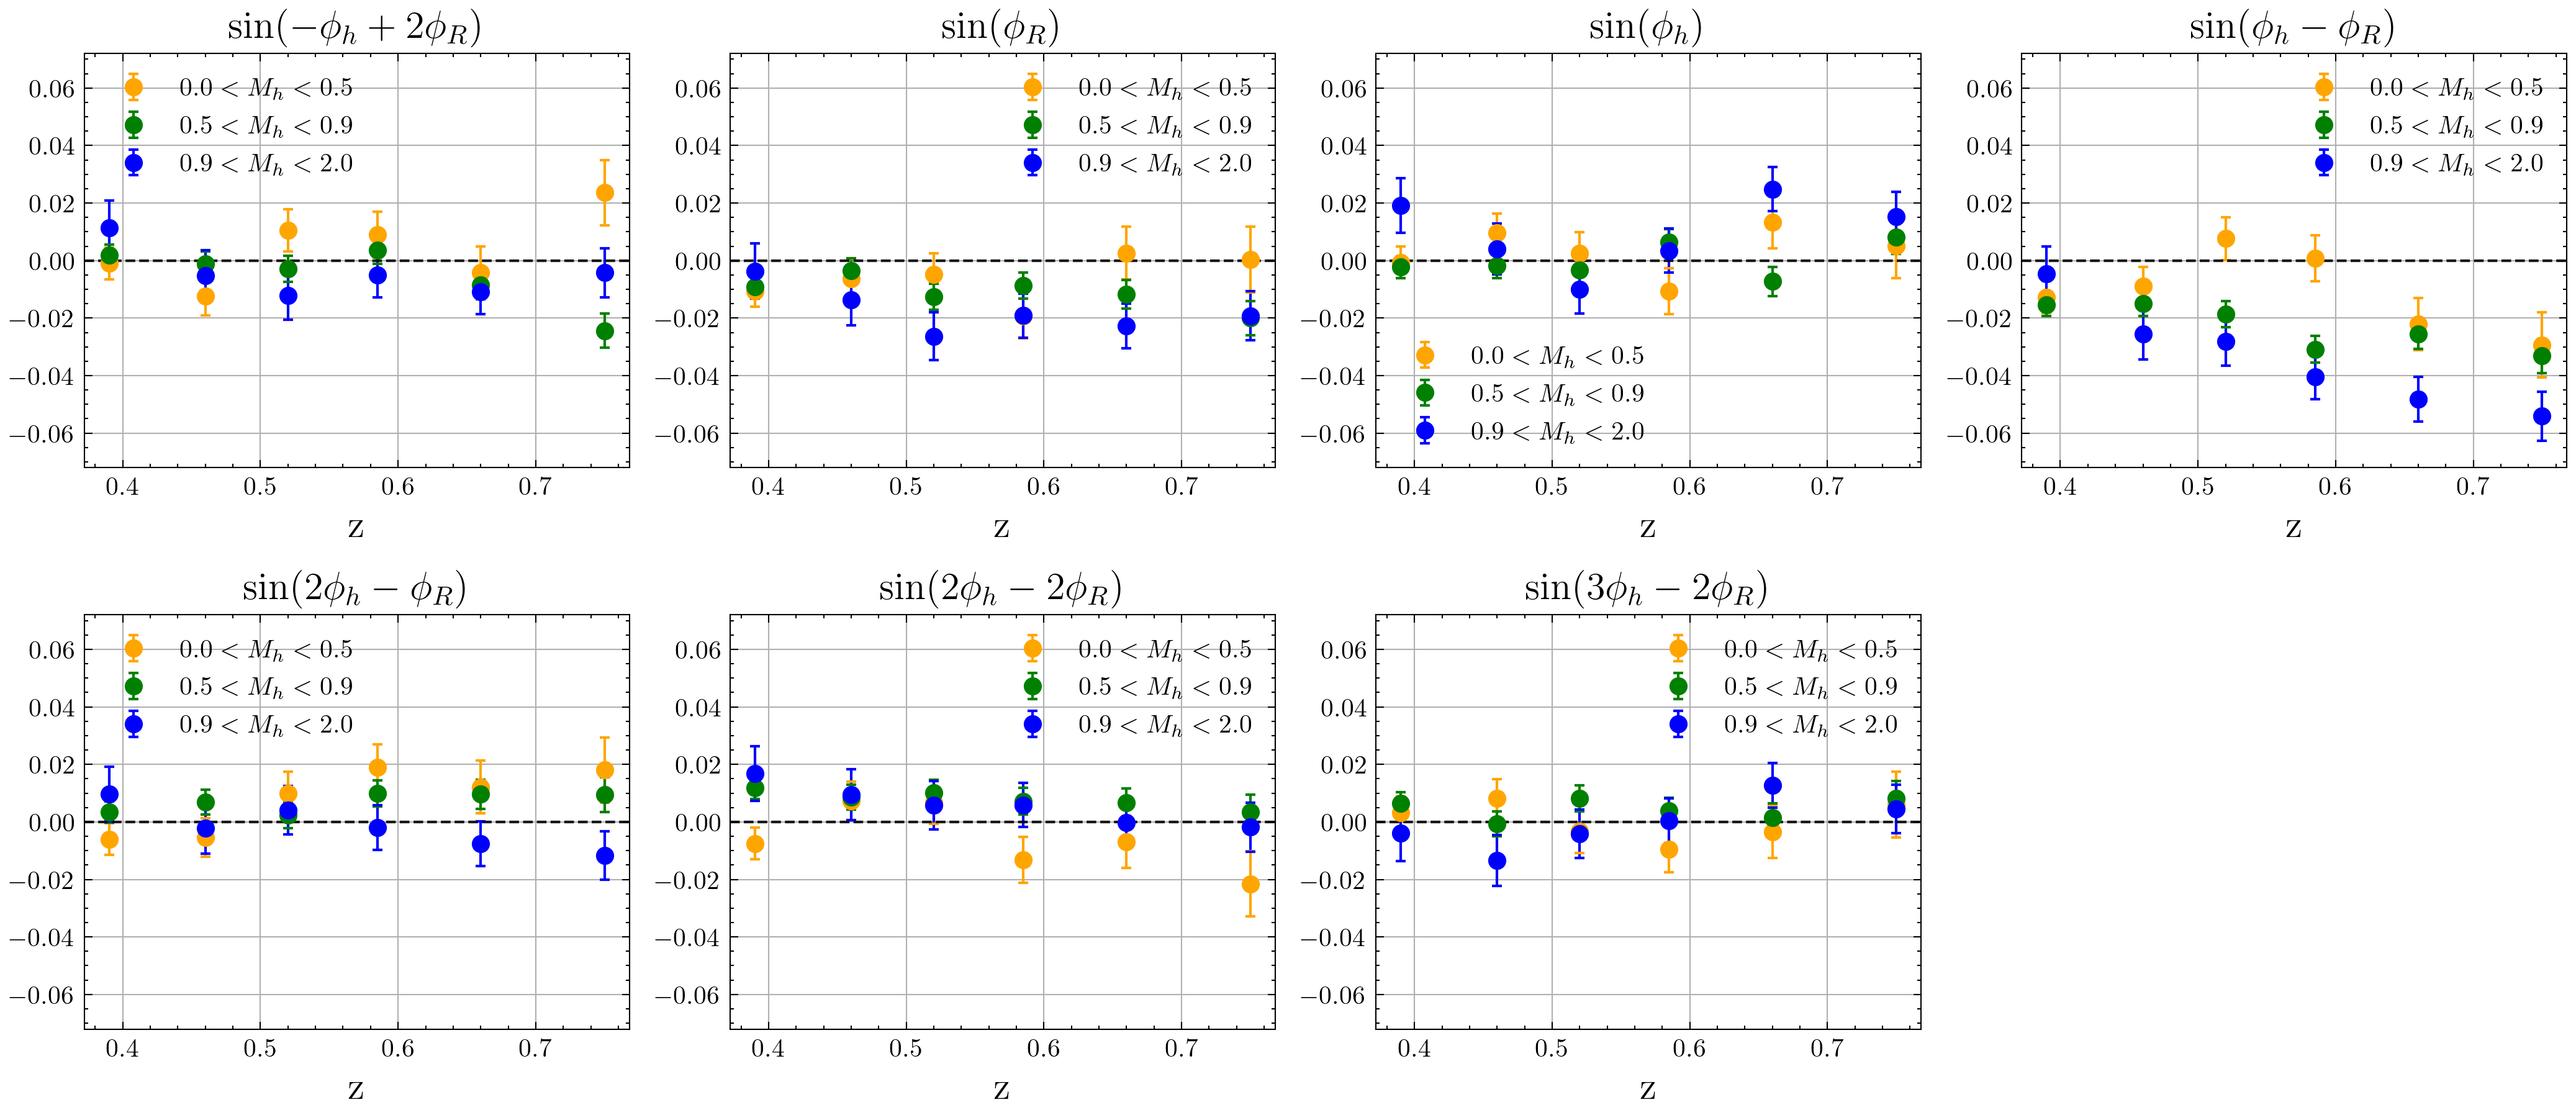 sin(−ϕ_h + 2ϕ_R)
0.06
0.04
0.02
0.00
−0.02
−0.04
−0.06
0.0 < M_h < 0.5
0.5 < M_h < 0.9
0.9 < M_h < 2.0
0.4 0.5 0.6 0.7
z
sin(ϕ_R)
0.06
0.04
0.02
0.00
−0.02
−0.04
−0.06
0.0 < M_h < 0.5
0.5 < M_h < 0.9
0.9 < M_h < 2.0
0.4 0.5 0.6 0.7
z
sin(ϕ_h)
0.06
0.04
0.02
0.00
−0.02
−0.04
−0.06
0.0 < M_h < 0.5
0.5 < M_h < 0.9
0.9 < M_h < 2.0
0.4 0.5 0.6 0.7
z
sin(ϕ_h − ϕ_R)
0.06
0.04
0.02
0.00
−0.02
−0.04
−0.06
0.0 < M_h < 0.5
0.5 < M_h < 0.9
0.9 < M_h < 2.0
0.4 0.5 0.6 0.7
z
sin(2ϕ_h − ϕ_R)
0.06
0.04
0.02
0.00
−0.02
−0.04
−0.06
0.0 < M_h < 0.5
0.5 < M_h < 0.9
0.9 < M_h < 2.0
0.4 0.5 0.6 0.7
z
sin(2ϕ_h − 2ϕ_R)
0.06
0.04
0.02
0.00
−0.02
−0.04
−0.06
0.0 < M_h < 0.5
0.5 < M_h < 0.9
0.9 < M_h < 2.0
0.4 0.5 0.6 0.7
z
sin(3ϕ_h − 2ϕ_R)
0.06
0.04
0.02
0.00
−0.02
−0.04
−0.06
0.0 < M_h < 0.5
0.5 < M_h < 0.9
0.9 < M_h < 2.0
0.4 0.5 0.6 0.7
z